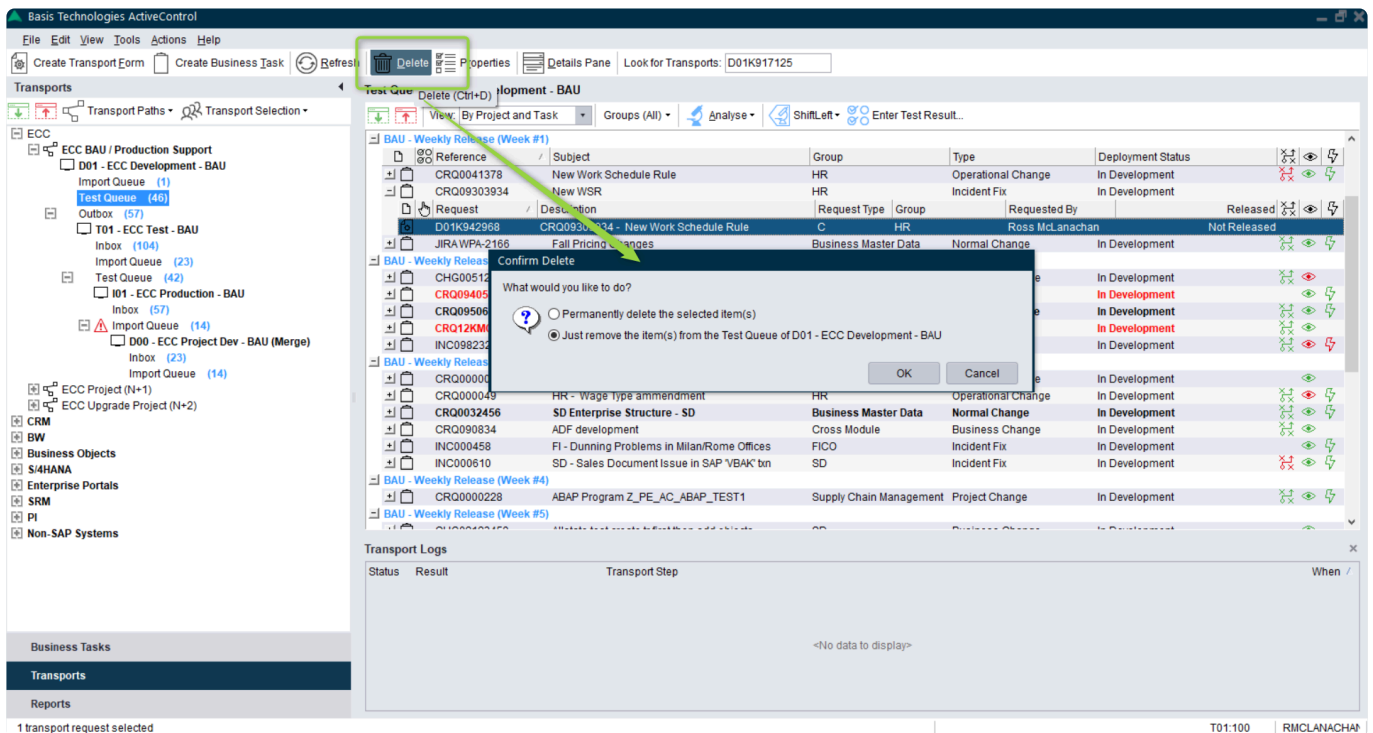 Basis Technologies ActiveControl
File Edit View Tools Actions Help
Create Transport Form Create Business Task Refresh Delete Properties Details Pane Look for Transports: D01K917125
Transports
Delete (Ctrl+D)
Test Que elopment - BAU
Transport Paths Transport Selection
View: By Project and Task Groups (All) Analyse ShiftLeft Enter Test Result...
ECC
ECC BAU / Production Support
D01 - ECC Development - BAU
Import Queue (1)
Test Queue (46)
Outbox (57)
T01 - ECC Test - BAU
Inbox (104)
Import Queue (23)
Test Queue (42)
I01 - ECC Production - BAU
Inbox (57)
Import Queue (14)
D00 - ECC Project Dev - BAU (Merge)
Inbox (23)
Import Queue (14)
ECC Project (N+1)
ECC Upgrade Project (N+2)
CRM
BW
Business Objects
S/4HANA
Enterprise Portals
SRM
PI
Non-SAP Systems
BAU - Weekly Release (Week #1)
Reference / Subject Group Type Deployment Status
CRQ0041378 New Work Schedule Rule HR Operational Change In Development
CRQ09303934 New WSR HR Incident Fix In Development
Request / Description Request Type Group Requested By Released
D01K942968 CRQ09303934 - New Work Schedule Rule C HR Ross McLanachan Not Released
JIRA WPA-2166 Fall Pricing Changes Business Master Data Normal Change In Development
BAU - Weekly Releas
CHG00512 e In Development
CRQ09405 In Development
CRQ09506 e In Development
CRQ12KM In Development
INC098232 In Development
BAU - Weekly Releas
CRQ00000 e In Development
CRQ000049 HR - Wage Type ammendment HR Operational Change In Development
CRQ0032456 SD Enterprise Structure - SD Business Master Data Normal Change In Development
CRQ090834 ADF development Cross Module Business Change In Development
INC000458 FI - Dunning Problems in Milan/Rome Offices FICO Incident Fix In Development
INC000610 SD - Sales Document Issue in SAP 'VBAK' txn SD Incident Fix In Development
BAU - Weekly Release (Week #4)
CRQ0000228 ABAP Program Z_PE_AC_ABAP_TEST1 Supply Chain Management Project Change In Development
BAU - Weekly Release (Week #5)
Confirm Delete
What would you like to do?
Permanently delete the selected item(s)
Just remove the item(s) from the Test Queue of D01 - ECC Development - BAU
OK Cancel
Transport Logs
Status Result Transport Step When /
<No data to display>
Business Tasks
Transports
Reports
1 transport request selected
T01:100 RMCLANACHAN